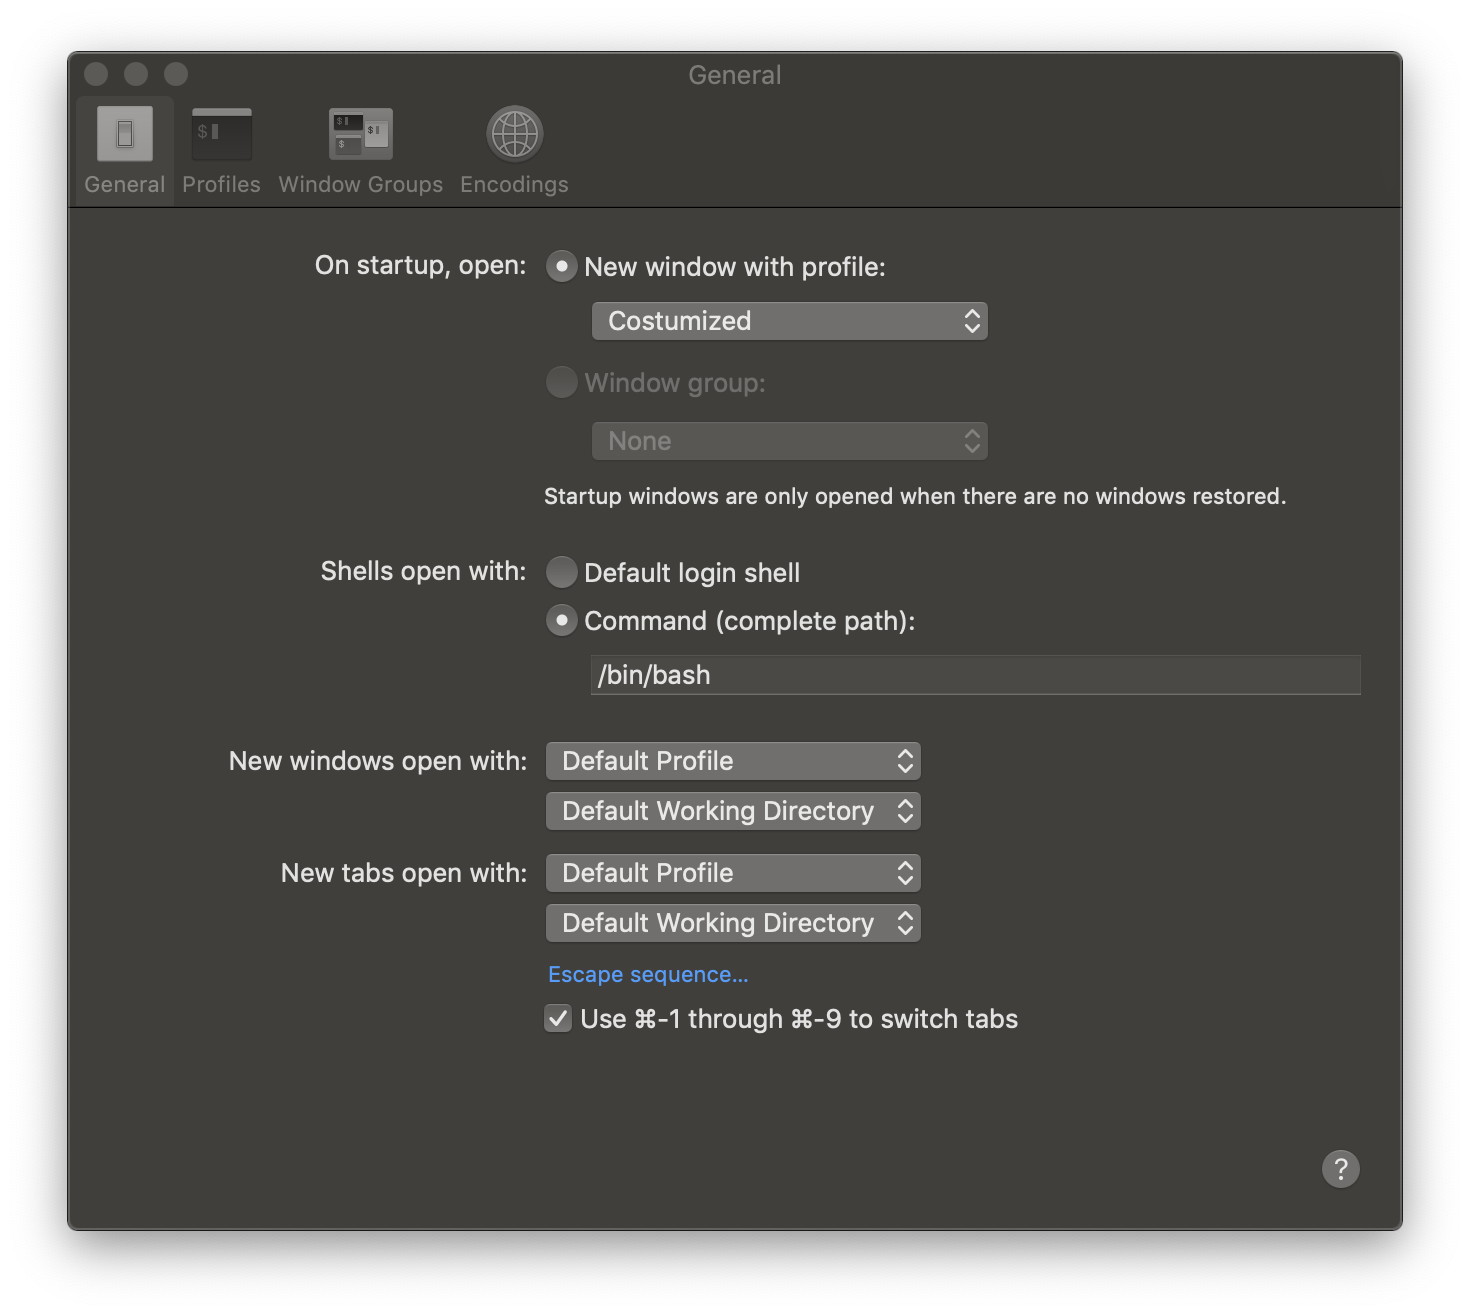 General
General Profiles Window Groups Encodings
On startup, open: New window with profile:
Costumized
Window group:
None
Startup windows are only opened when there are no windows restored.
Shells open with: Default login shell
Command (complete path):
/bin/bash
New windows open with: Default Profile
Default Working Directory
New tabs open with: Default Profile
Default Working Directory
Escape sequence...
Use ⌘-1 through ⌘-9 to switch tabs
?